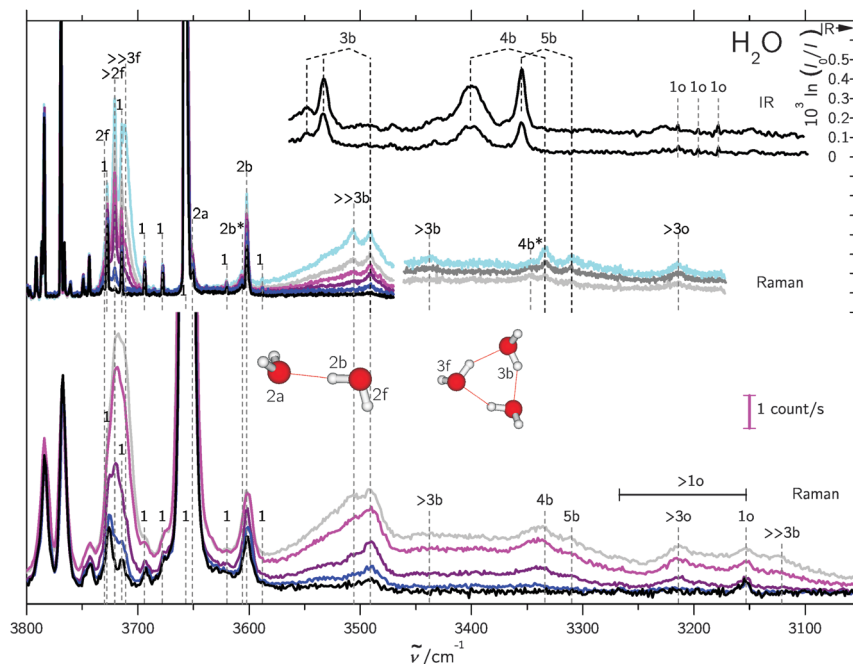 3b 4b 5b H₂O IR
>>3f
>2f
1
2f
1
1o 1o 1o
IR
10³ ln (I₀/I)
0.5
0.4
0.3
0.2
0.1
0
2a 2b
1 1 2b* >>3b >3b 4b* >3o
1 1
Raman
1
2b
2a 2f
3f
3b
1 count/s
1
1
1 1 1 1 1
>3b 4b 5b >1o
>3o 1o >>3b
Raman
3800 3700 3600 3500 3400 3300 3200 3100
ν̃ /cm⁻¹